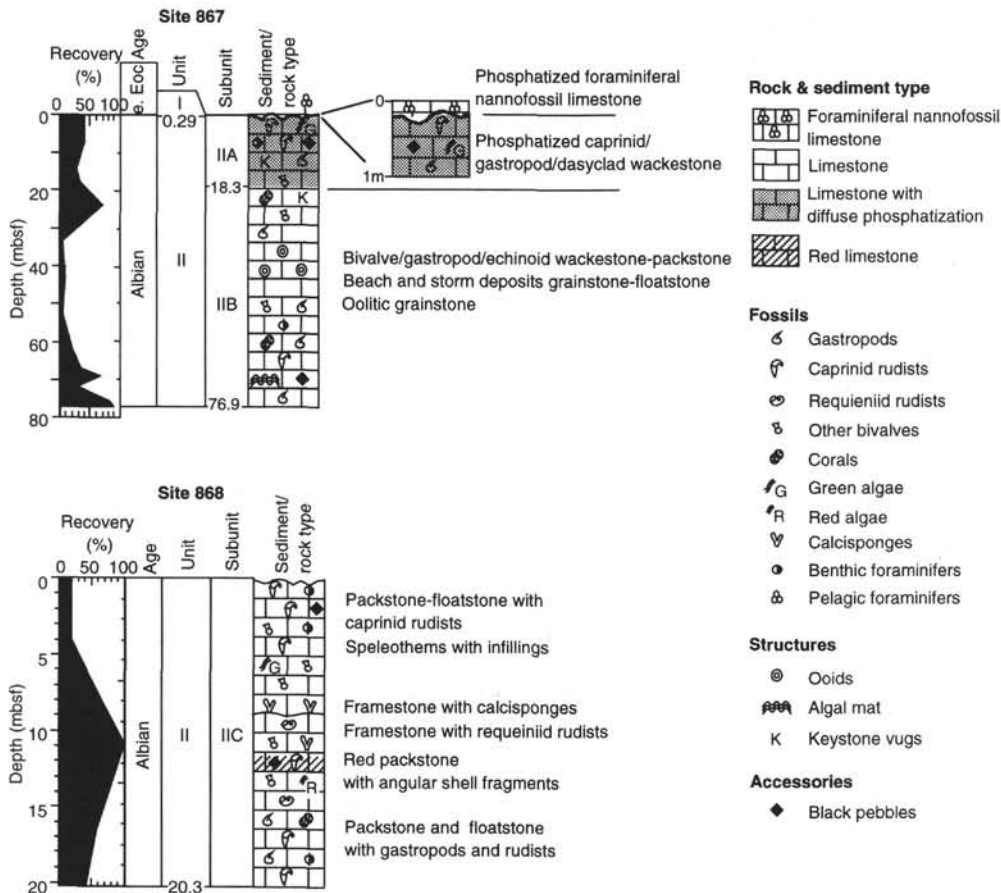 Site 867
Recovery
(%)
Age
e. Eoc
Unit
Subunit
Sediment/
rock type
0 50 100
I
0
0.29
20
40
60
80
Depth (mbsf)
Albian
II
IIA
18.3
IIB
76.9
K
G
K
0
1m
G
Phosphatized foraminiferal
nannofossil limestone
Phosphatized caprinid/
gastropod/dasyclad wackestone
Bivalve/gastropod/echinoid wackestone-packstone
Beach and storm deposits grainstone-floatstone
Oolitic grainstone
Site 868
Recovery
(%)
Age
Unit
Subunit
Sediment/
rock type
0 50 100
0
5
10
15
20
Depth (mbsf)
Albian
II
IIC
20.3
G
R
Packstone-floatstone with
caprinid rudists
Speleothems with infillings
Framestone with calcisponges
Framestone with requeiniid rudists
Red packstone
with angular shell fragments
Packstone and floatstone
with gastropods and rudists
Rock & sediment type
Foraminiferal nannofossil
limestone
Limestone
Limestone with
diffuse phosphatization
Red limestone
Fossils
Gastropods
Caprinid rudists
Requieniid rudists
Other bivalves
Corals
G Green algae
R Red algae
Calcisponges
Benthic foraminifers
Pelagic foraminifers
Structures
Ooids
Algal mat
K Keystone vugs
Accessories
Black pebbles